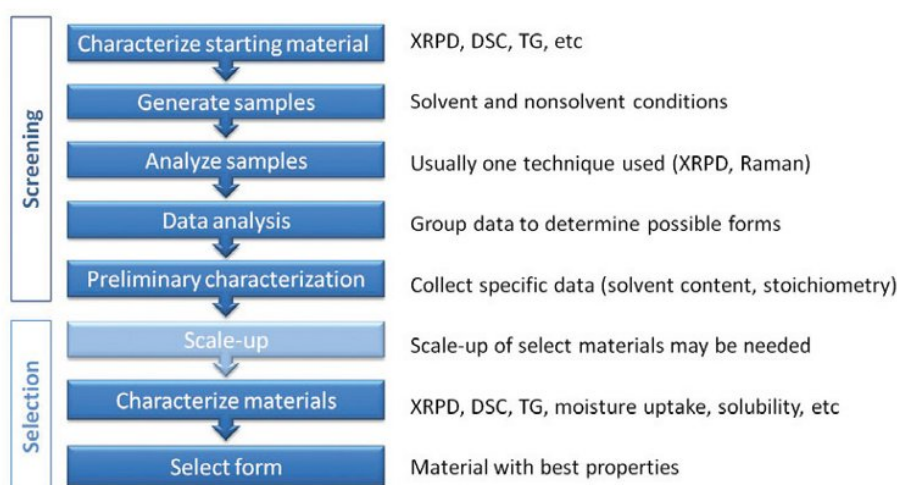 Screening
Characterize starting material XRPD, DSC, TG, etc
Generate samples Solvent and nonsolvent conditions
Analyze samples Usually one technique used (XRPD, Raman)
Data analysis Group data to determine possible forms
Preliminary characterization Collect specific data (solvent content, stoichiometry)
Selection
Scale-up Scale-up of select materials may be needed
Characterize materials XRPD, DSC, TG, moisture uptake, solubility, etc
Select form Material with best properties